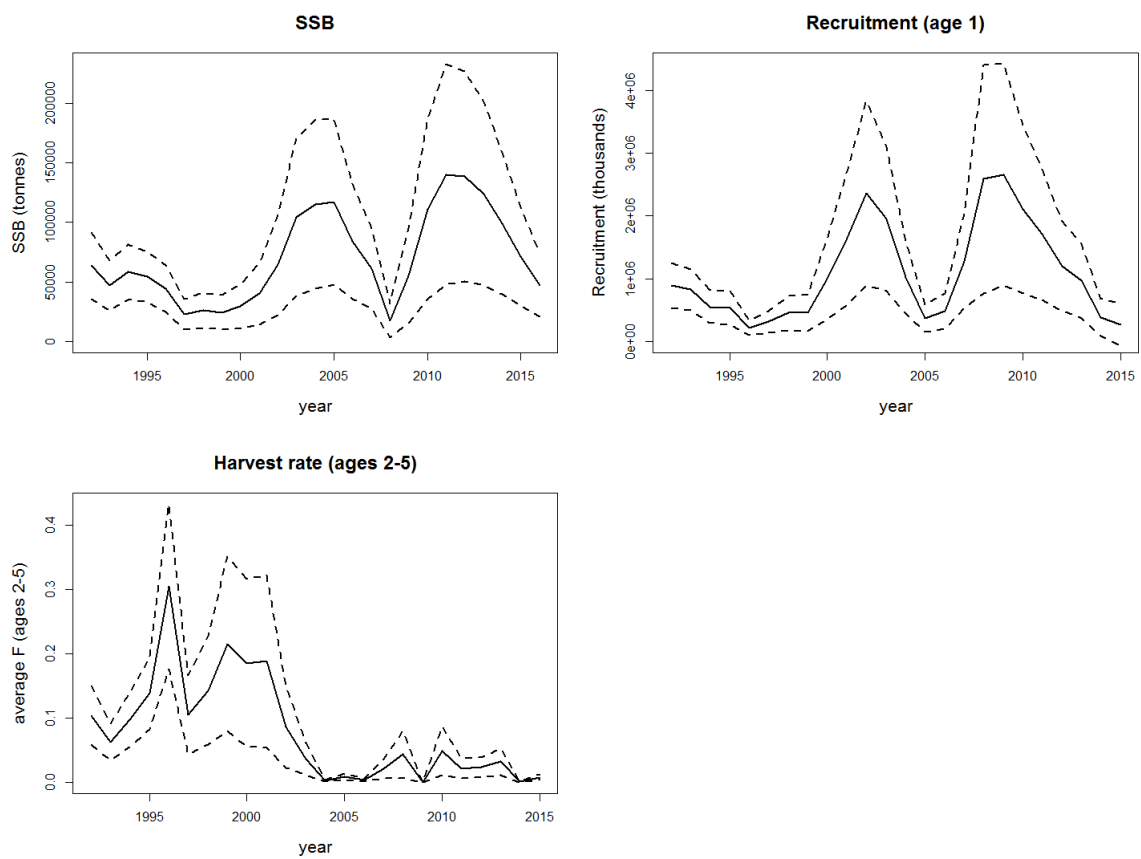 SSB
SSB (tonnes)
200000
150000
100000
50000
0
1995 2000 2005 2010 2015
year
Recruitment (age 1)
Recruitment (thousands)
4e+06
3e+06
2e+06
1e+06
0e+00
1995 2000 2005 2010 2015
year
Harvest rate (ages 2-5)
average F (ages 2-5)
0.4
0.3
0.2
0.1
0.0
1995 2000 2005 2010 2015
year